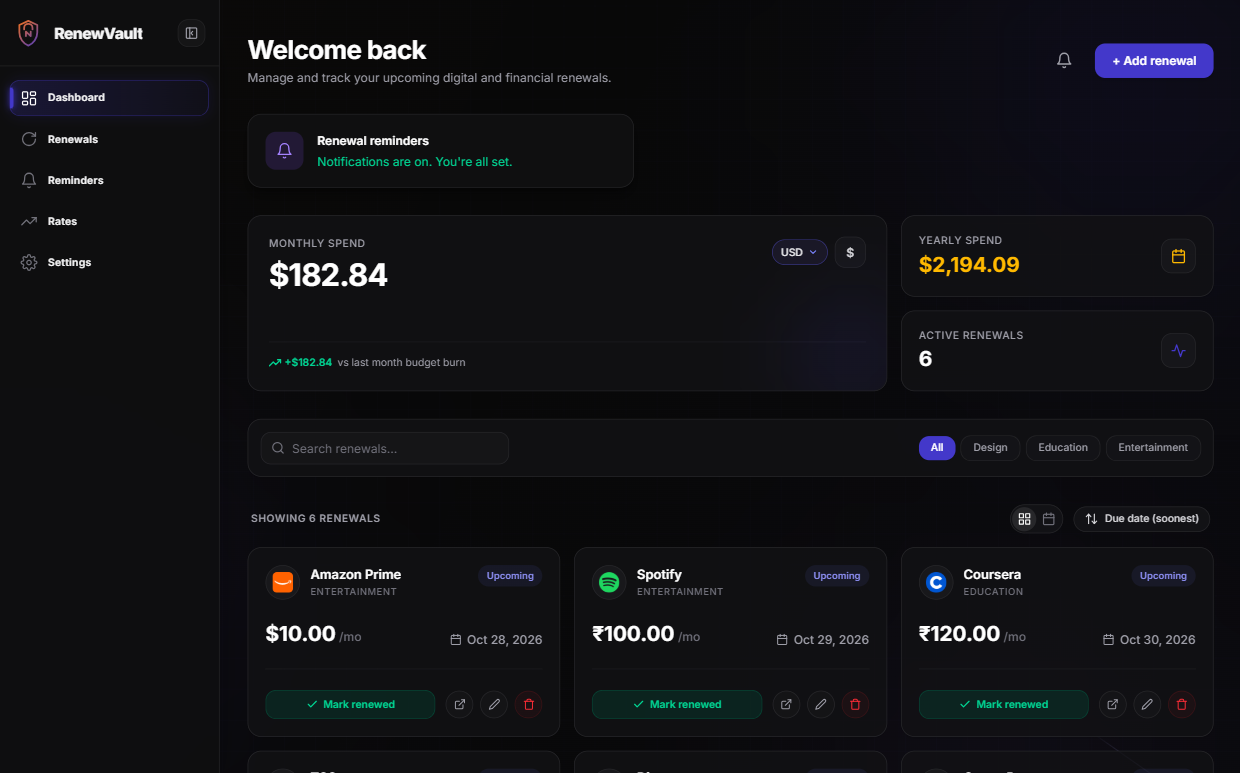 RenewVault
Dashboard
Renewals
Reminders
Rates
Settings
Welcome back
Manage and track your upcoming digital and financial renewals.
+ Add renewal
Renewal reminders
Notifications are on. You're all set.
MONTHLY SPEND
$182.84
USD
$
+$182.84 vs last month budget burn
YEARLY SPEND
$2,194.09
ACTIVE RENEWALS
6
Search renewals...
All Design Education Entertainment
SHOWING 6 RENEWALS
Due date (soonest)
Amazon Prime
Upcoming
ENTERTAINMENT
$10.00 /mo
Oct 28, 2026
Mark renewed
Spotify
Upcoming
ENTERTAINMENT
₹100.00 /mo
Oct 29, 2026
Mark renewed
Coursera
Upcoming
EDUCATION
₹120.00 /mo
Oct 30, 2026
Mark renewed